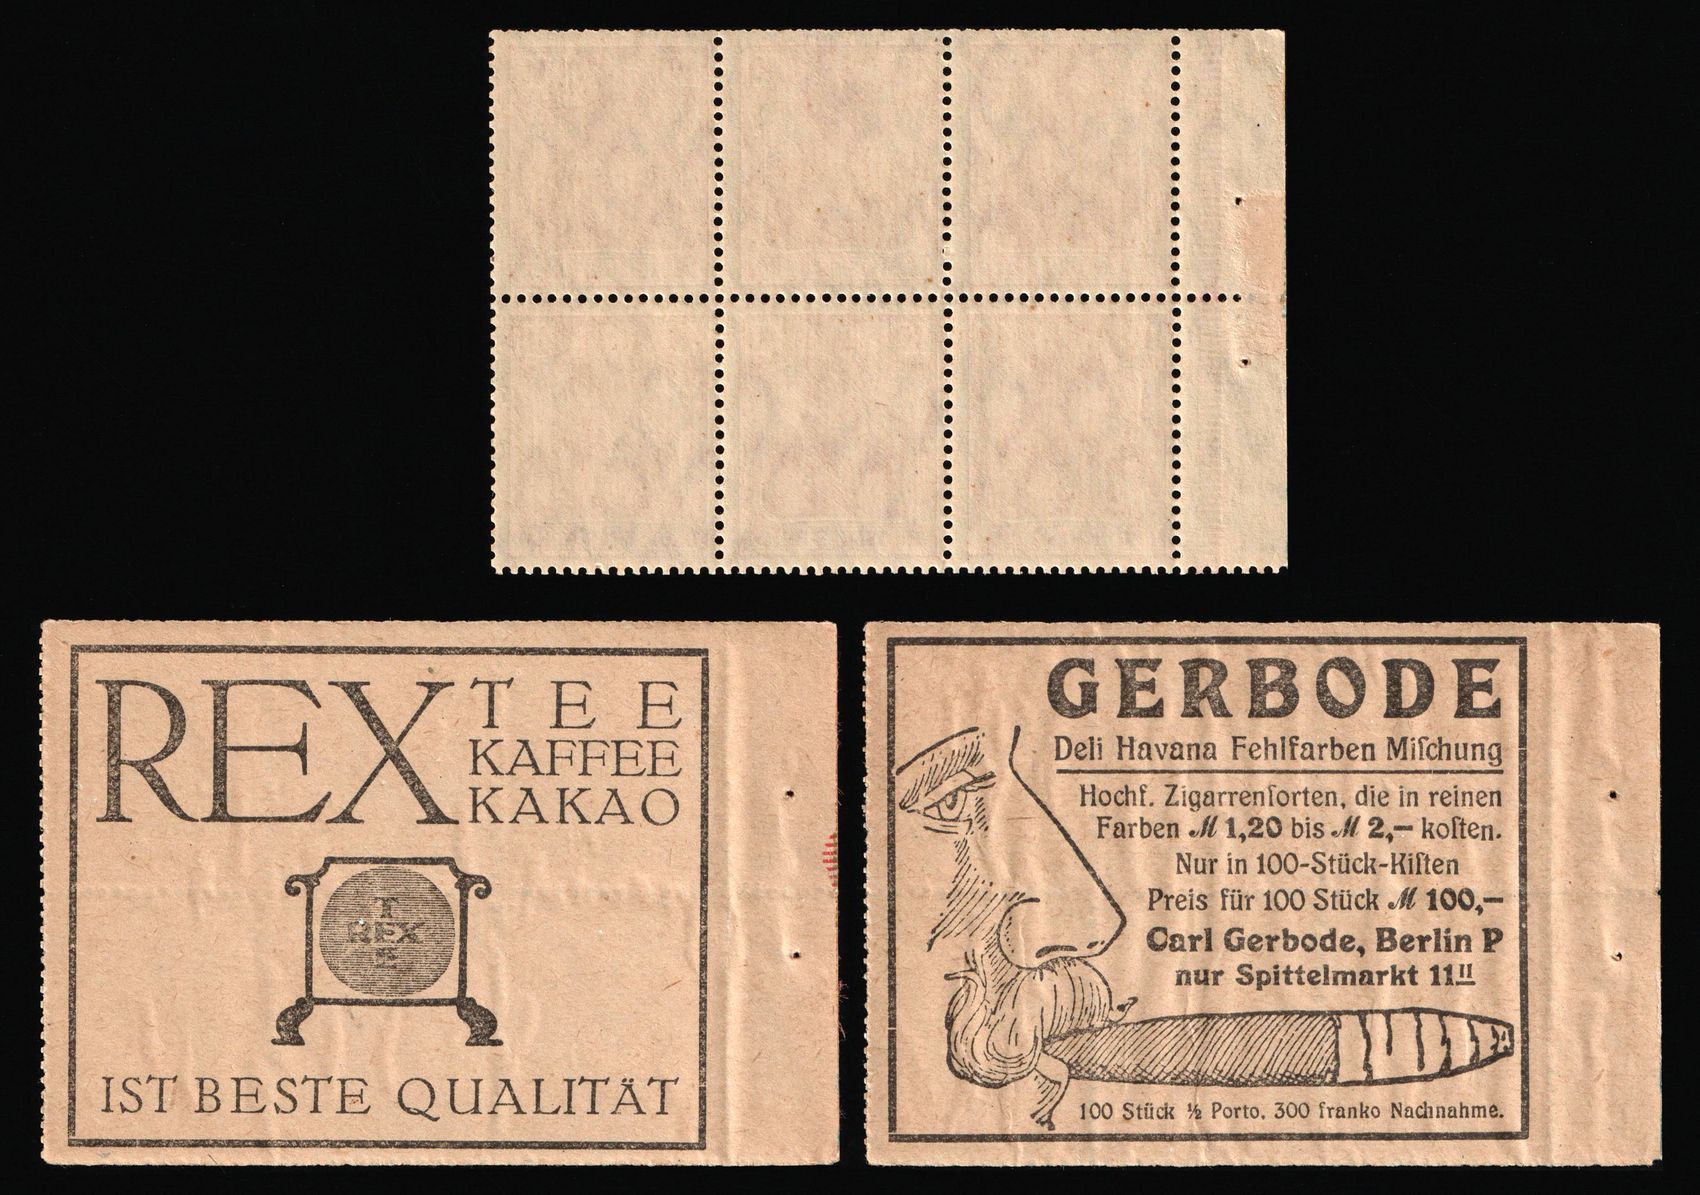 REX TEE
KAFFEE
KAKAO
T
REX
E
IST BESTE QUALITÄT
GERBODE
Deli Havana Fehlfarben Miſchung
Hochf. Zigarrenſorten, die in reinen
Farben M 1,20 bis M 2,— koſten.
Nur in 100-Stück-Kiſten
Preis für 100 Stück M 100,—
Carl Gerbode, Berlin P
nur Spittelmarkt 11II
100 Stück ½ Porto, 300 franko Nachnahme.